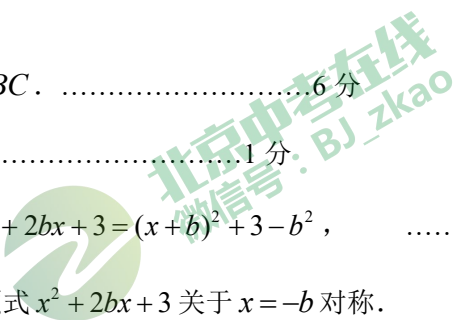 BC．…………………………6 分
…………………………1 分
+ 2bx + 3 = (x + b)² + 3 − b² ， ……
式 x² + 2bx + 3 关于 x = −b 对称．
北京中考在线
微信号：BJ_zkao